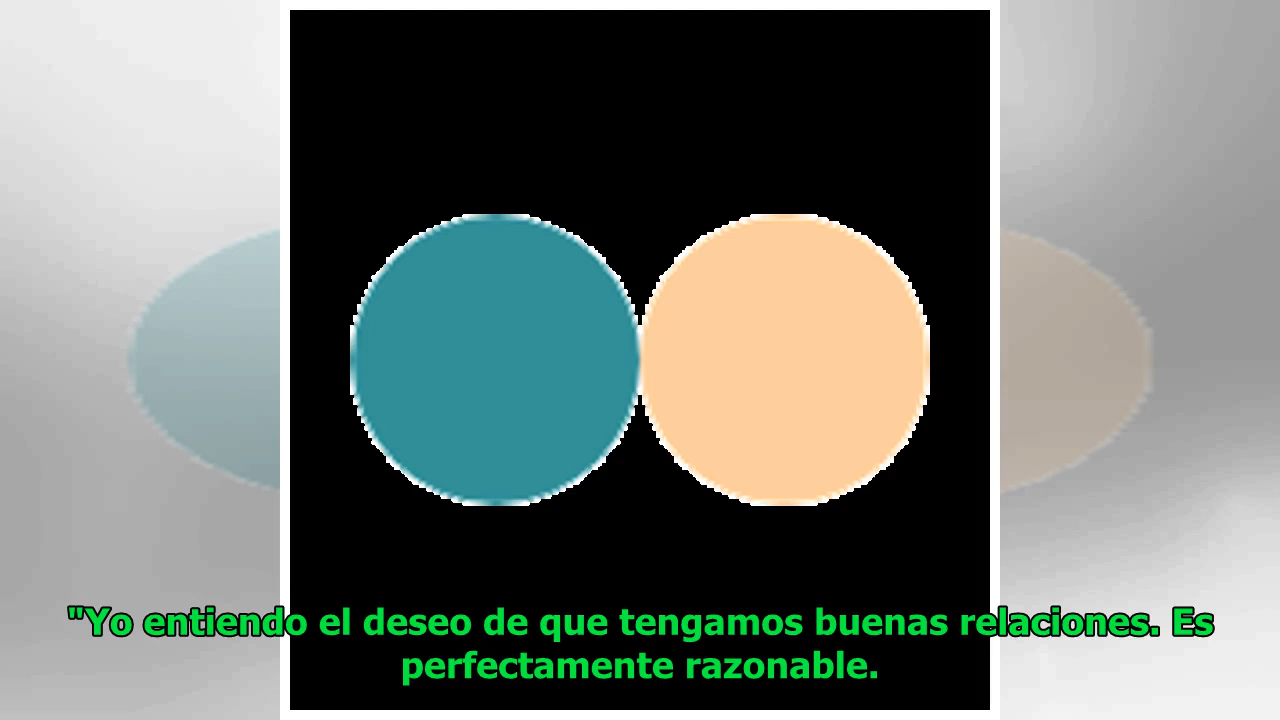 "Yo entiendo el deseo de que tengamos buenas relaciones. Es
perfectamente razonable.